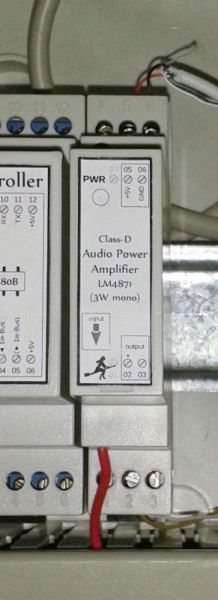 roller
10 11 12
RX
TX
+5V
80B
1w-Bus
1w-Bus
+5V
04 05 06
PWR
05 06
+5V
GND
Class-D
Audio Power
Amplifier
LM4871
(3W mono)
input
output
+ -
02 03